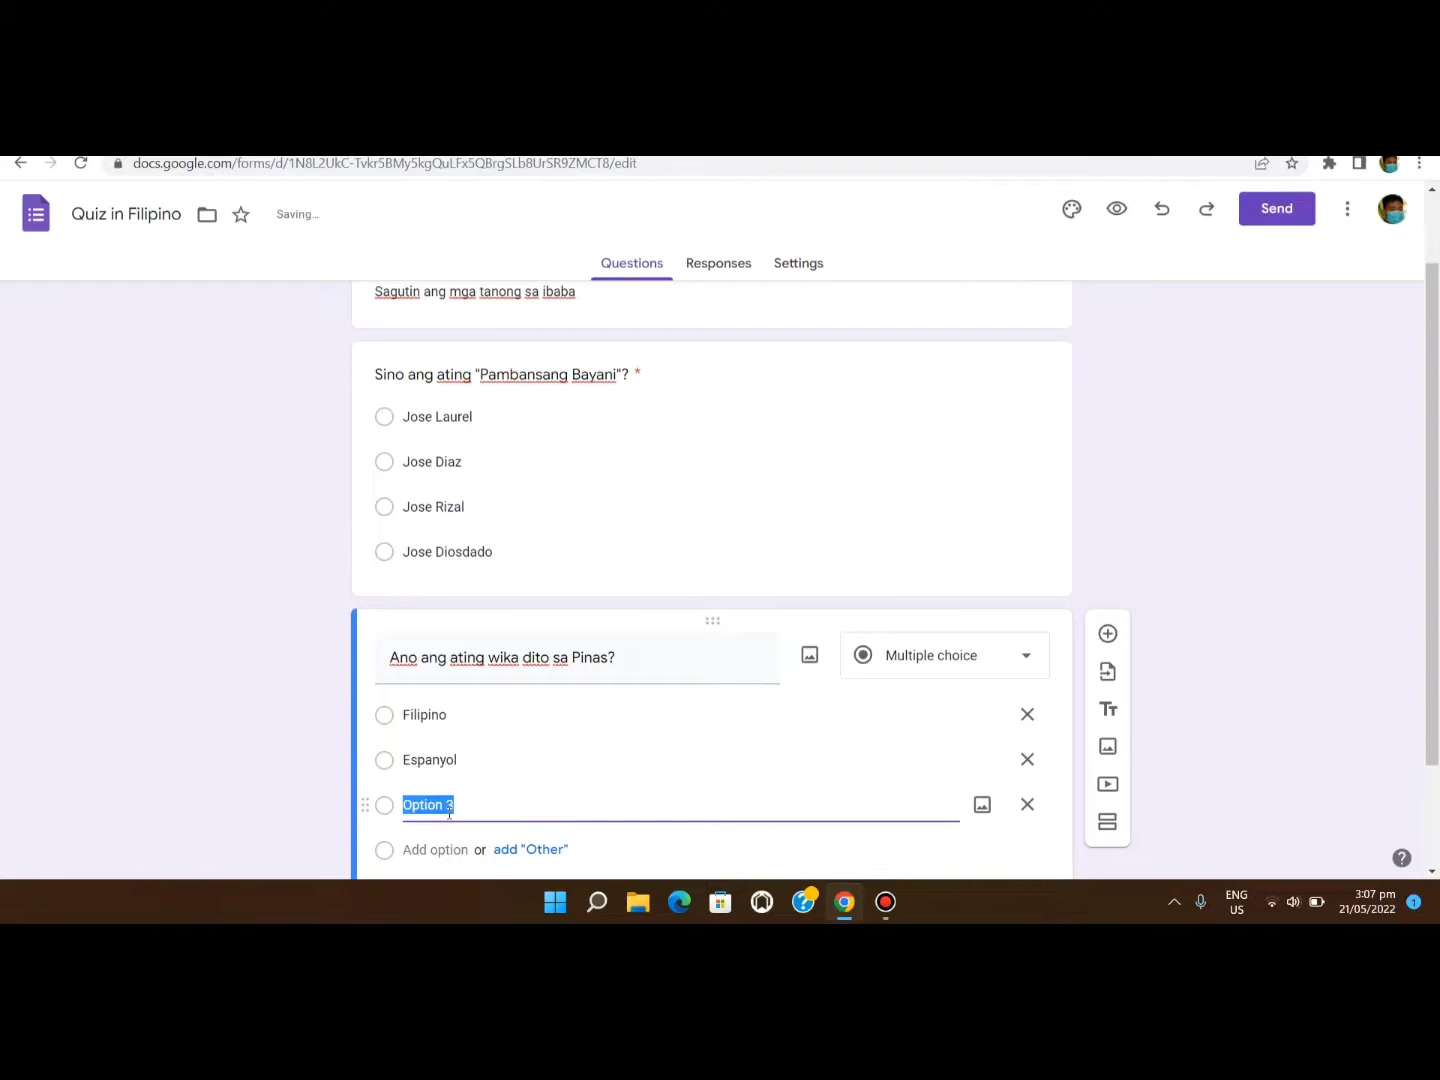 docs.google.com/forms/d/1N8L2UkC-Tvkr5BMy5kgQuLFx5QBrgSLb8UrSR9ZMCT8/edit
Quiz in Filipino
Saving...
Send
Questions
Responses
Settings
Sagutin ang mga tanong sa ibaba
Sino ang ating "Pambansang Bayani"? *
Jose Laurel
Jose Diaz
Jose Rizal
Jose Diosdado
Ano ang ating wika dito sa Pinas?
Multiple choice
Filipino
Espanyol
Option 3
Add option or add "Other"
ENG
US
3:07 pm
21/05/2022
1